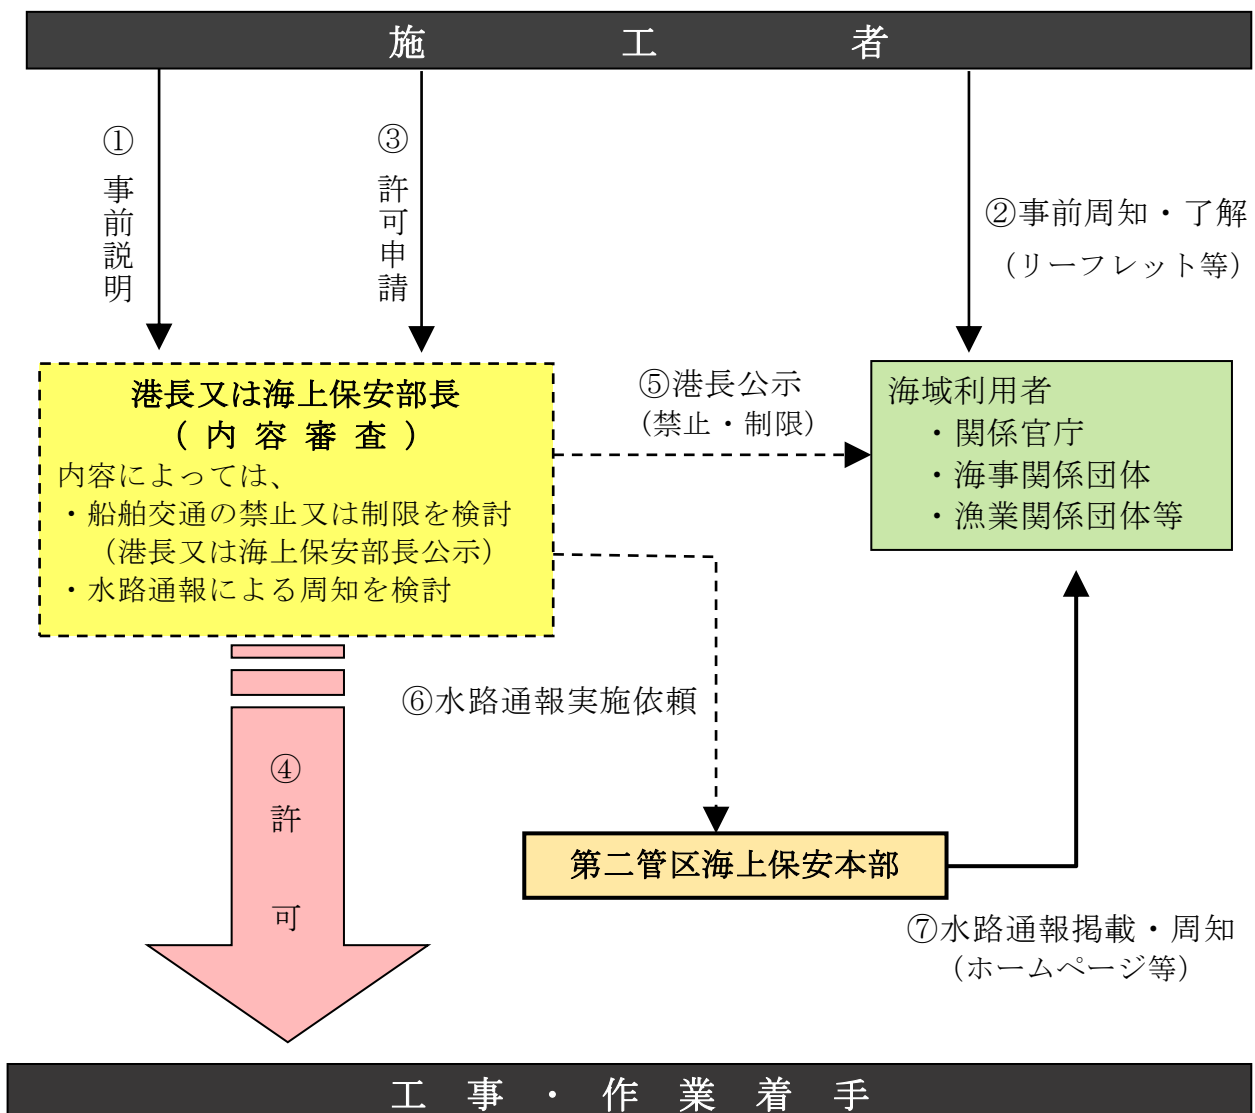 施工者
①事前説明
③許可申請
②事前周知・了解
（リーフレット等）
港長又は海上保安部長
（内容審査）
内容によっては、
・船舶交通の禁止又は制限を検討
（港長又は海上保安部長公示）
・水路通報による周知を検討
⑤港長公示
（禁止・制限）
海域利用者
・関係官庁
・海事関係団体
・漁業関係団体等
⑥水路通報実施依頼
④許可
第二管区海上保安本部
⑦水路通報掲載・周知
（ホームページ等）
工事・作業着手